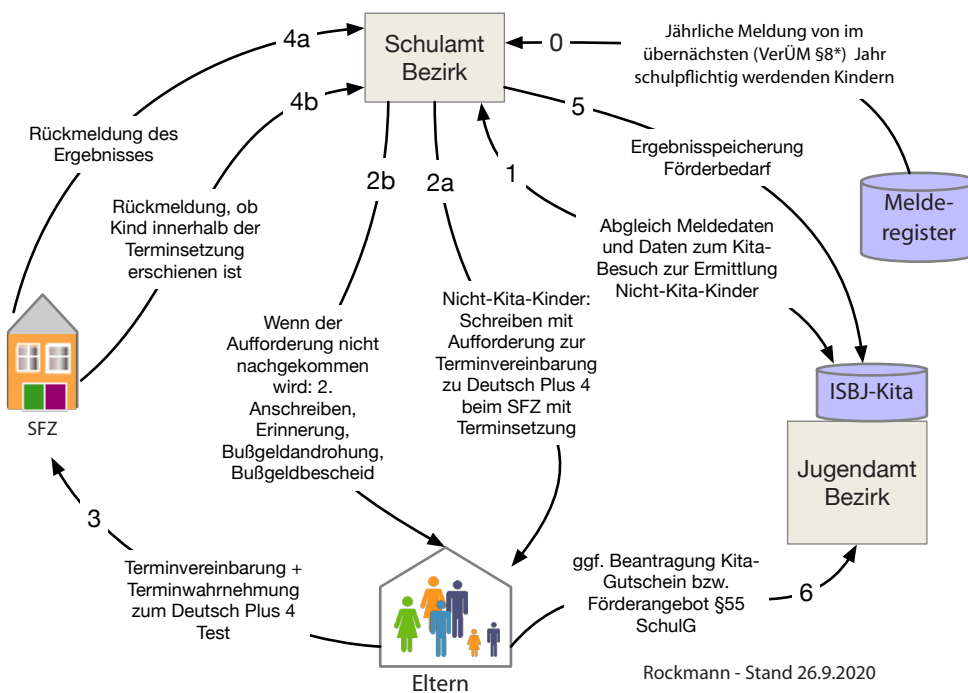 4a
Schulamt
Bezirk
0
Jährliche Meldung von im
übernächsten (VerÜM §8*) Jahr
schulpflichtig werdenden Kindern
4b
5
Rückmeldung des
Ergebnisses
2b
2a
1
Ergebnisspeicherung
Förderbedarf
Melde-
register
Rückmeldung, ob
Kind innerhalb der
Terminsetzung
erschienen ist
Abgleich Meldedaten
und Daten zum Kita-
Besuch zur Ermittlung
Nicht-Kita-Kinder
Wenn der
Aufforderung nicht
nachgekommen
wird: 2.
Anschreiben,
Erinnerung,
Bußgeldandrohung,
Bußgeldbescheid
Nicht-Kita-Kinder:
Schreiben mit
Aufforderung zur
Terminvereinbarung
zu Deutsch Plus 4
beim SFZ mit
Terminsetzung
ISBJ-Kita
SFZ
Jugendamt
Bezirk
3
Terminvereinbarung +
Terminwahrnehmung
zum Deutsch Plus 4
Test
ggf. Beantragung Kita-
Gutschein bzw.
Förderangebot §55
SchulG
6
Eltern
Rockmann - Stand 26.9.2020